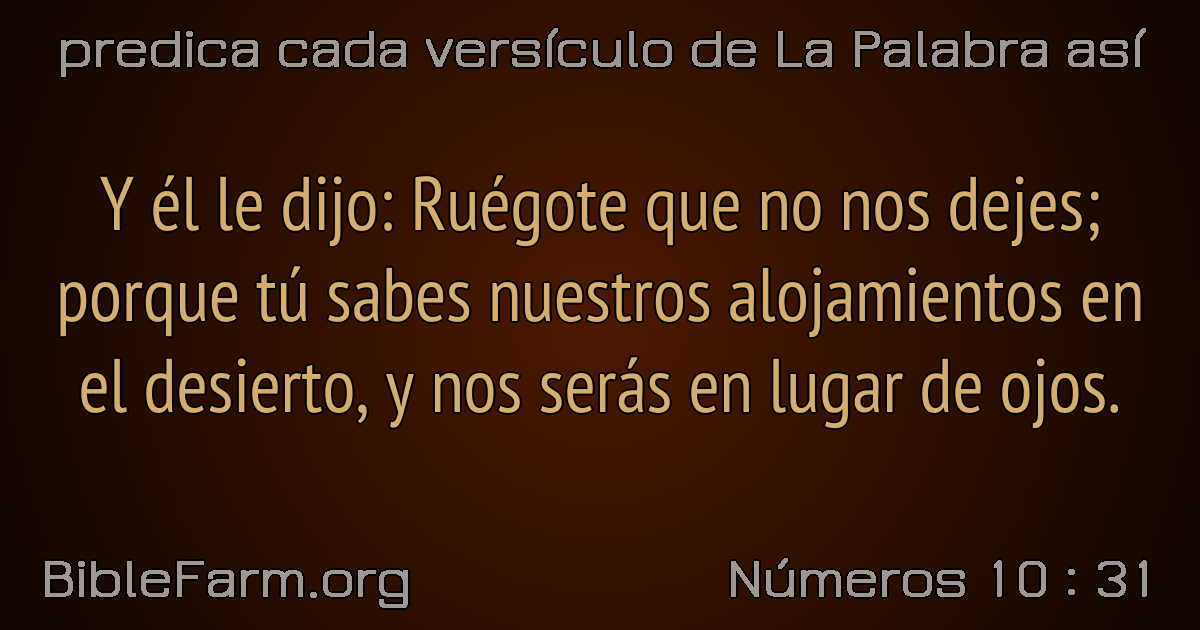 predica cada versículo de La Palabra así
Y él le dijo: Ruégote que no nos dejes;
porque tú sabes nuestros alojamientos en
el desierto, y nos serás en lugar de ojos.
BibleFarm.org
Números 10 : 31